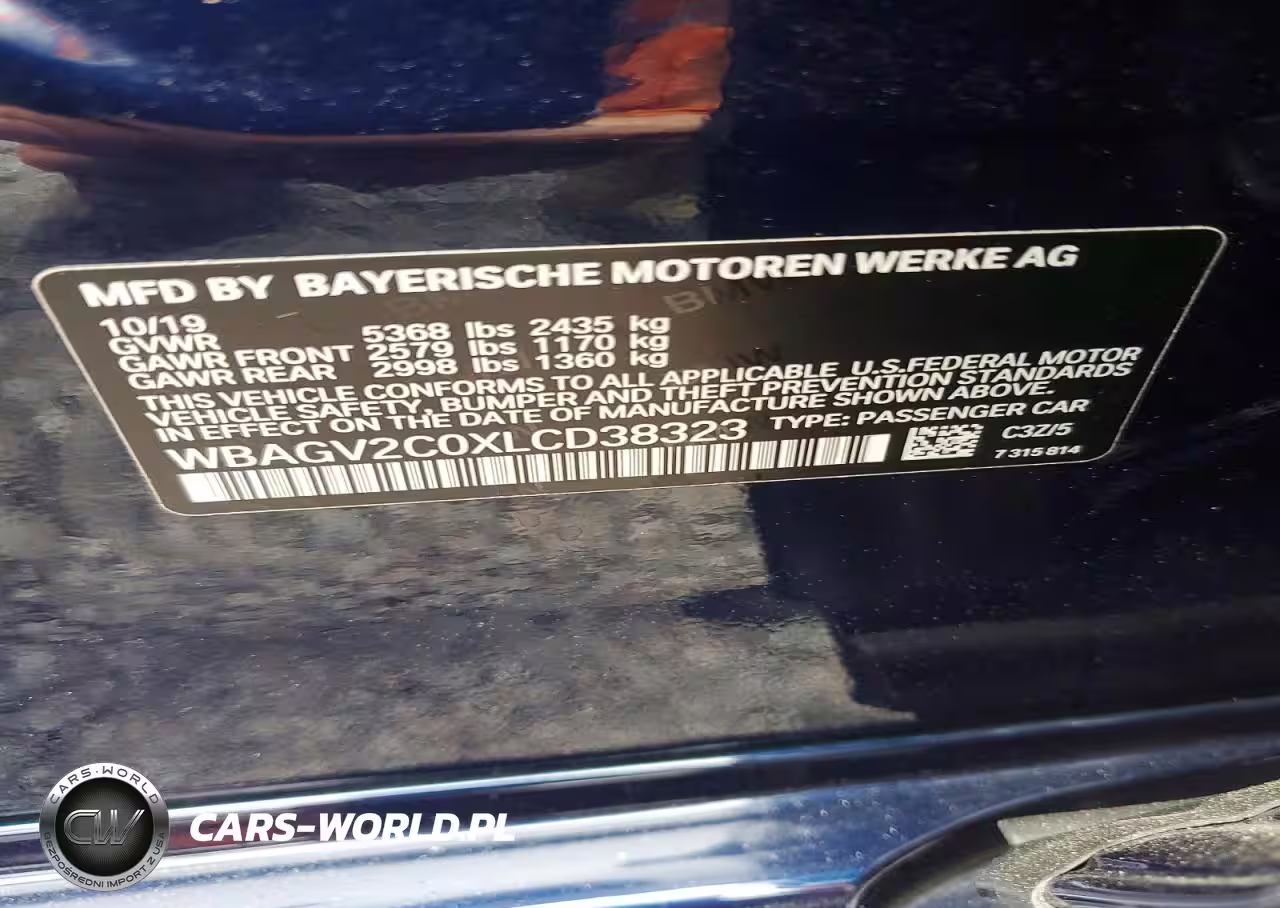 MFD BY BAYERISCHE MOTOREN WERKE AG
10/19
GVWR 5368 lbs 2435 kg
GAWR FRONT 2579 lbs 1170 kg
GAWR REAR 2998 lbs 1360 kg
THIS VEHICLE CONFORMS TO ALL APPLICABLE U.S.FEDERAL MOTOR
VEHICLE SAFETY, BUMPER AND THEFT PREVENTION STANDARDS
IN EFFECT ON THE DATE OF MANUFACTURE SHOWN ABOVE.
WBAGV2C0XLCD38323 TYPE: PASSENGER CAR
C3Z/5
7 315 814
CARS-WORLD
CW
BEZPOŚREDNI IMPORT Z USA
CARS-WORLD.PL